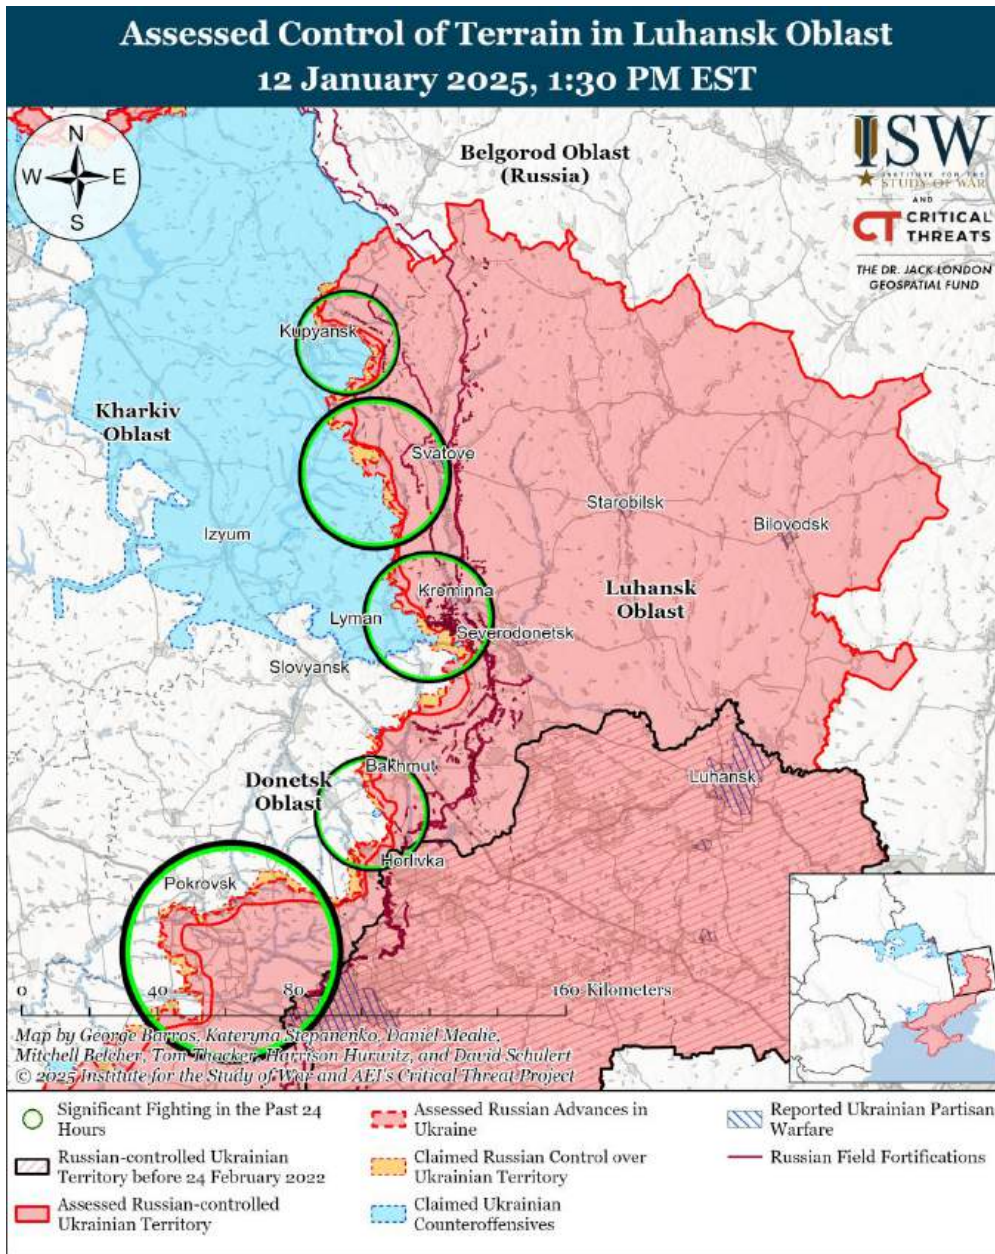 Assessed Control of Terrain in Luhansk Oblast
12 January 2025, 1:30 PM EST
N
W
E
S
Belgorod Oblast
(Russia)
ISW
INSTITUTE FOR THE
STUDY OF WAR
AND
CT CRITICAL
THREATS
THE DR. JACK LONDON
GEOSPATIAL FUND
Kupyansk
Kharkiv
Oblast
Svatove
Starobilsk
Bilovodsk
Izyum
Kreminna
Luhansk
Oblast
Lyman
Severodonetsk
Slovyansk
Bakhmut
Luhansk
Donetsk
Oblast
Horlivka
Pokrovsk
0 40 80 160 Kilometers
Map by George Barros, Kateryna Stepanenko, Daniel Mealie,
Mitchell Belcher, Tom Thacker, Harrison Hurwitz, and David Schulert
© 2025 Institute for the Study of War and AEI's Critical Threat Project
Significant Fighting in the Past 24
Hours
Russian-controlled Ukrainian
Territory before 24 February 2022
Assessed Russian-controlled
Ukrainian Territory
Assessed Russian Advances in
Ukraine
Claimed Russian Control over
Ukrainian Territory
Claimed Ukrainian
Counteroffensives
Reported Ukrainian Partisan
Warfare
Russian Field Fortifications